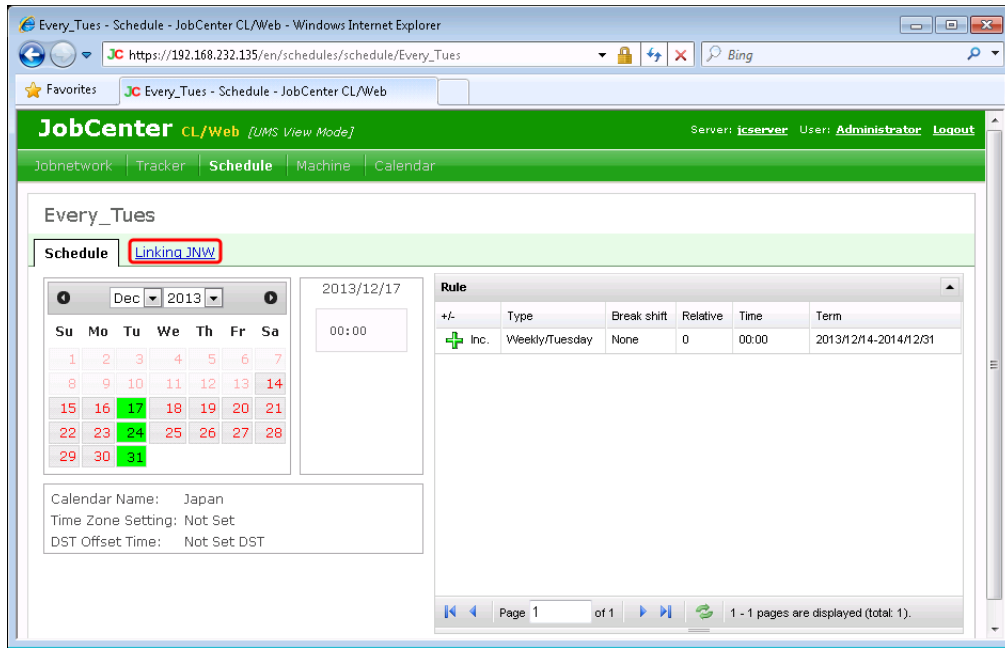 Every_Tues - Schedule - JobCenter CL/Web - Windows Internet Explorer
JC https://192.168.232.135/en/schedules/schedule/Every_Tues
Bing
Favorites JC Every_Tues - Schedule - JobCenter CL/Web
JobCenter CL/Web [UMS View Mode] Server: jcserver User: Administrator Logout
Jobnetwork Tracker Schedule Machine Calendar
Every_Tues
Schedule Linking JNW
Dec 2013
Su Mo Tu We Th Fr Sa
1 2 3 4 5 6 7
8 9 10 11 12 13 14
15 16 17 18 19 20 21
22 23 24 25 26 27 28
29 30 31
2013/12/17
00:00
Rule
+/- Type Break shift Relative Time Term
Inc. Weekly/Tuesday None 0 00:00 2013/12/14-2014/12/31
Calendar Name: Japan
Time Zone Setting: Not Set
DST Offset Time: Not Set DST
Page 1 of 1 1 - 1 pages are displayed (total: 1).